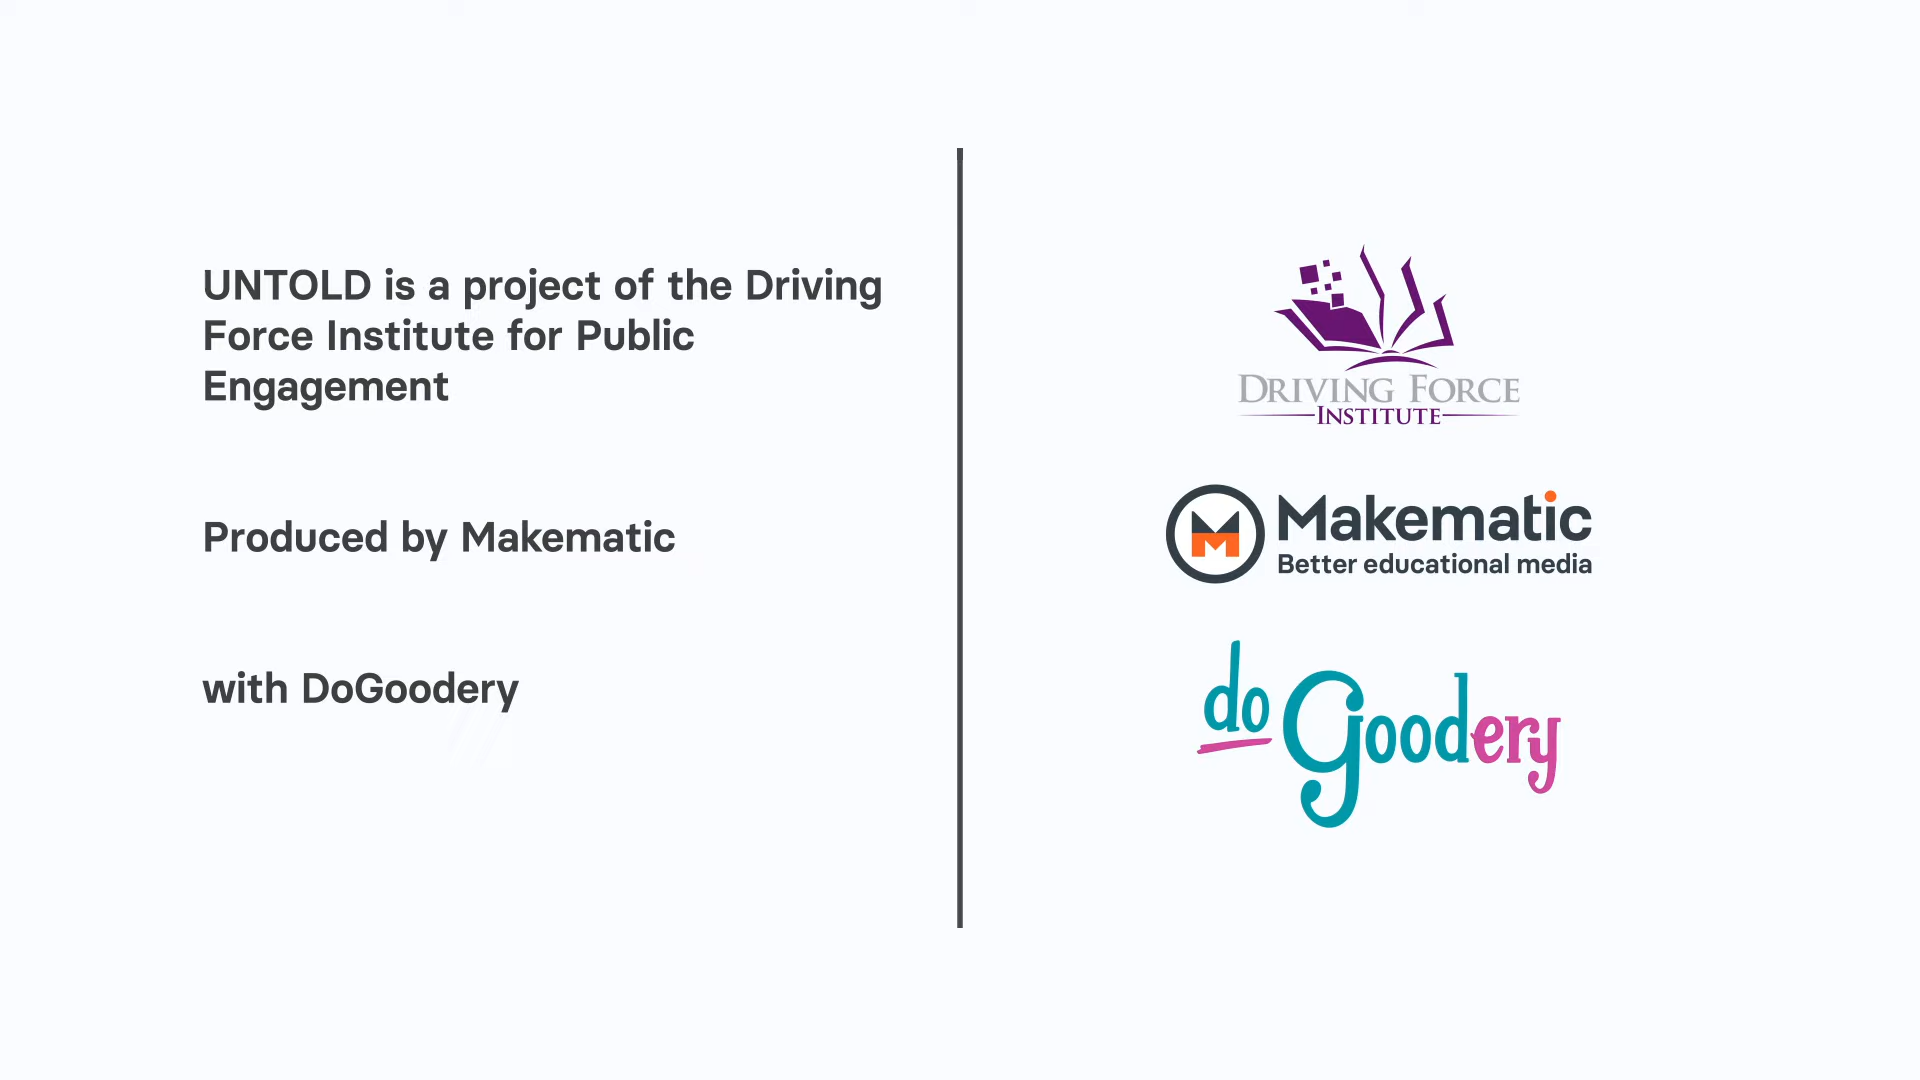 UNTOLD is a project of the Driving
Force Institute for Public
Engagement
Produced by Makematic
with DoGoodery
DRIVING FORCE
INSTITUTE
Makematic
Better educational media
do Goodery